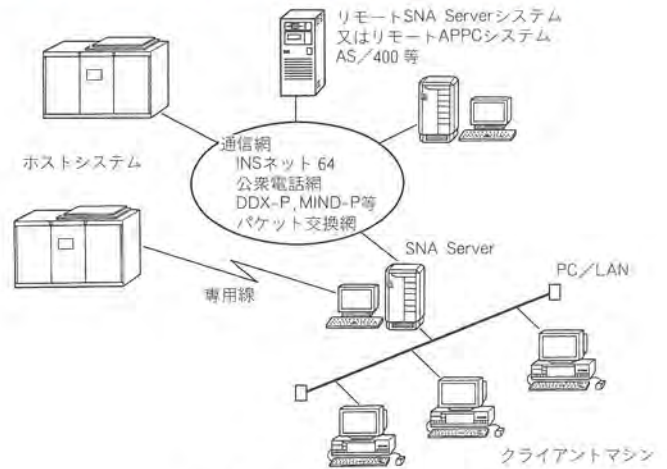 リモートSNA Serverシステム
又はリモートAPPCシステム
AS／400 等
通信網
INSネット 64
公衆電話網
DDX-P,MIND-P等
パケット交換網
ホストシステム
SNA Server
専用線
PC／LAN
クライアントマシン